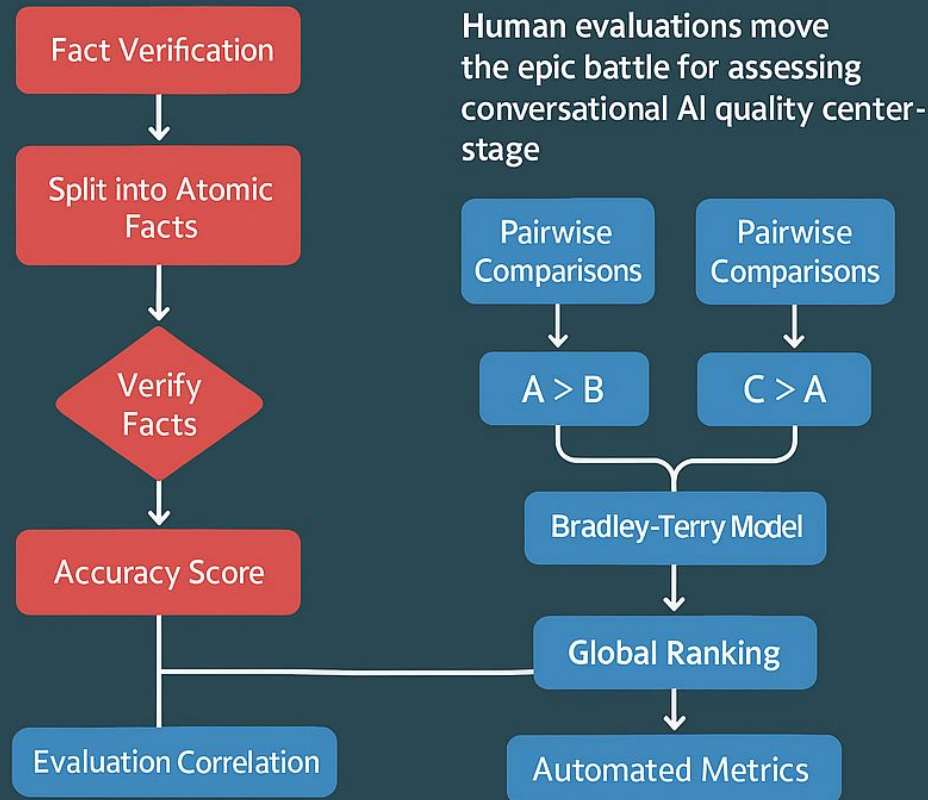 Fact Verification
Split into Atomic
Facts
Verify
Facts
Accuracy Score
Evaluation Correlation
Human evaluations move
the epic battle for assessing
conversational AI quality center-
stage
Pairwise
Comparisons
Pairwise
Comparisons
A > B
C > A
Bradley-Terry Model
Global Ranking
Automated Metrics